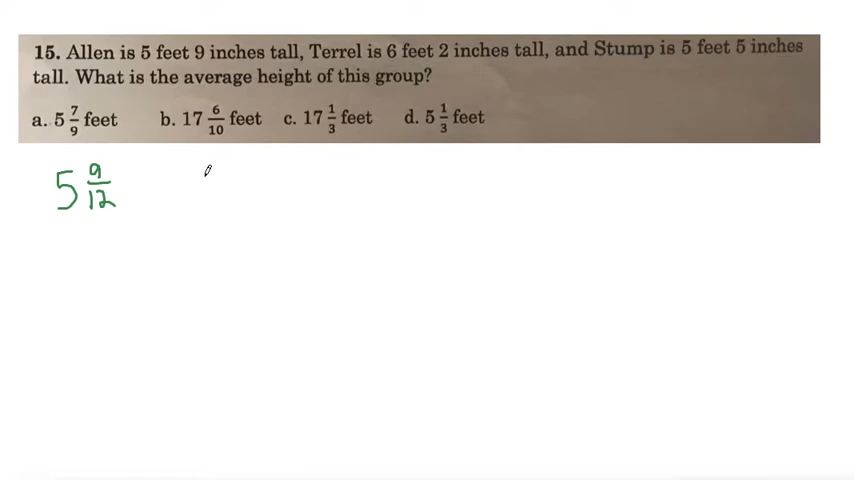 15. Allen is 5 feet 9 inches tall, Terrel is 6 feet 2 inches tall, and Stump is 5 feet 5 inches
tall. What is the average height of this group?
a. 5 7/9 feet b. 17 6/10 feet c. 17 1/3 feet d. 5 1/3 feet
5 9/12